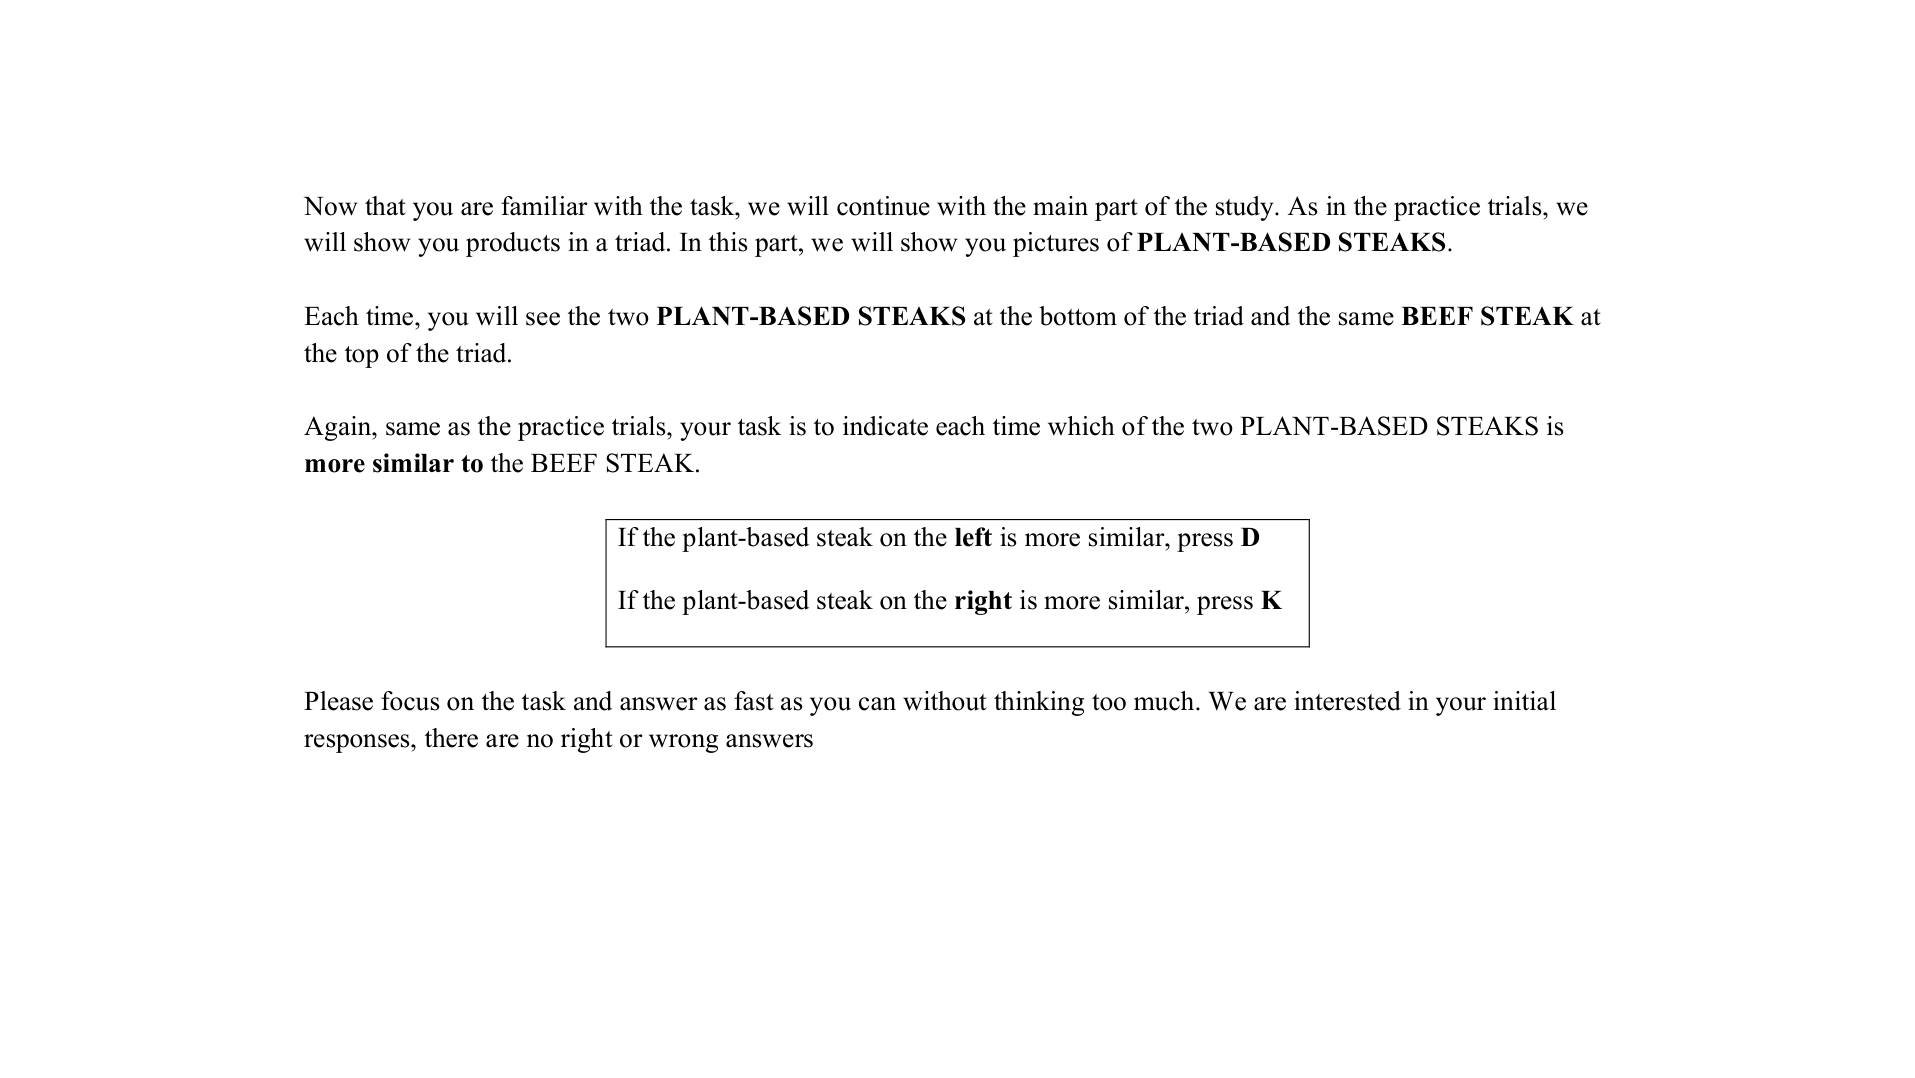 Now that you are familiar with the task, we will continue with the main part of the study. As in the practice trials, we
will show you products in a triad. In this part, we will show you pictures of PLANT-BASED STEAKS.
Each time, you will see the two PLANT-BASED STEAKS at the bottom of the triad and the same BEEF STEAK at
the top of the triad.
Again, same as the practice trials, your task is to indicate each time which of the two PLANT-BASED STEAKS is
more similar to the BEEF STEAK.
If the plant-based steak on the left is more similar, press D
If the plant-based steak on the right is more similar, press K
Please focus on the task and answer as fast as you can without thinking too much. We are interested in your initial
responses, there are no right or wrong answers